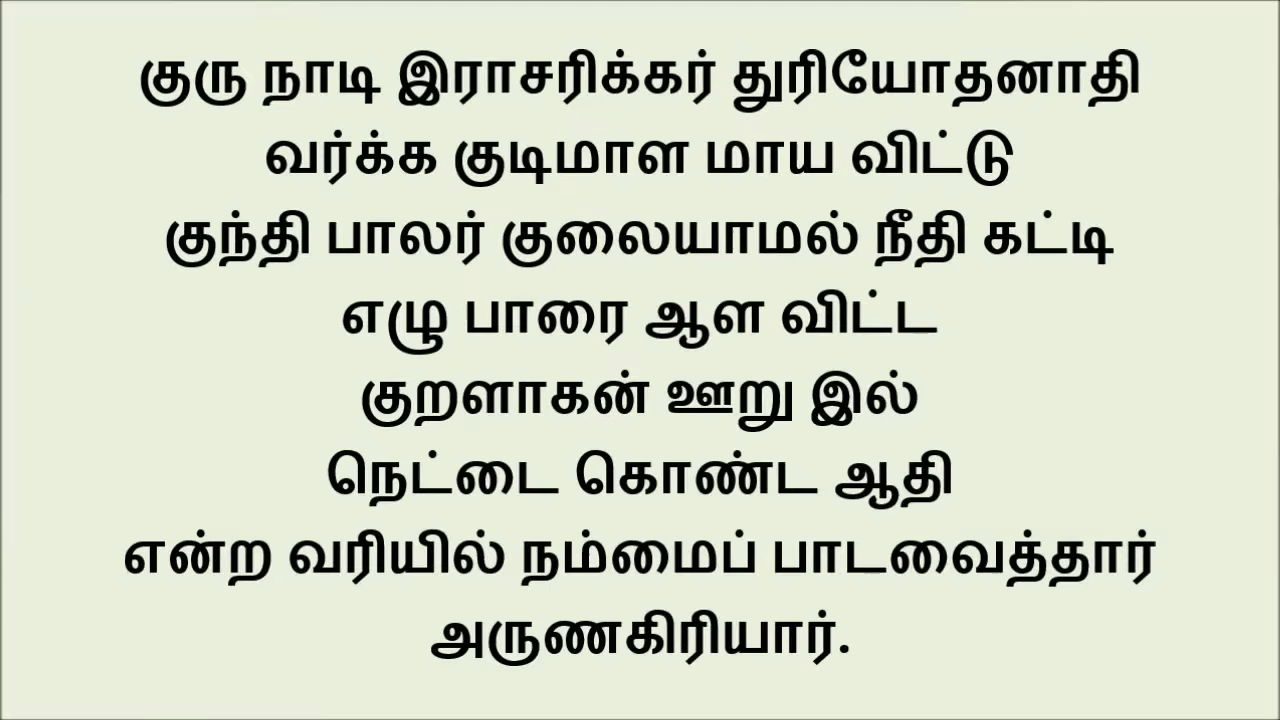 குரு நாடி இராசரிக்கர் துரியோதனாதி
வர்க்க குடிமாள மாய விட்டு
குந்தி பாலர் குலையாமல் நீதி கட்டி
எழு பாரை ஆள விட்ட
குறளாகன் ஊறு இல்
நெட்டை கொண்ட ஆதி
என்ற வரியில் நம்மைப் பாடவைத்தார்
அருணகிரியார்.